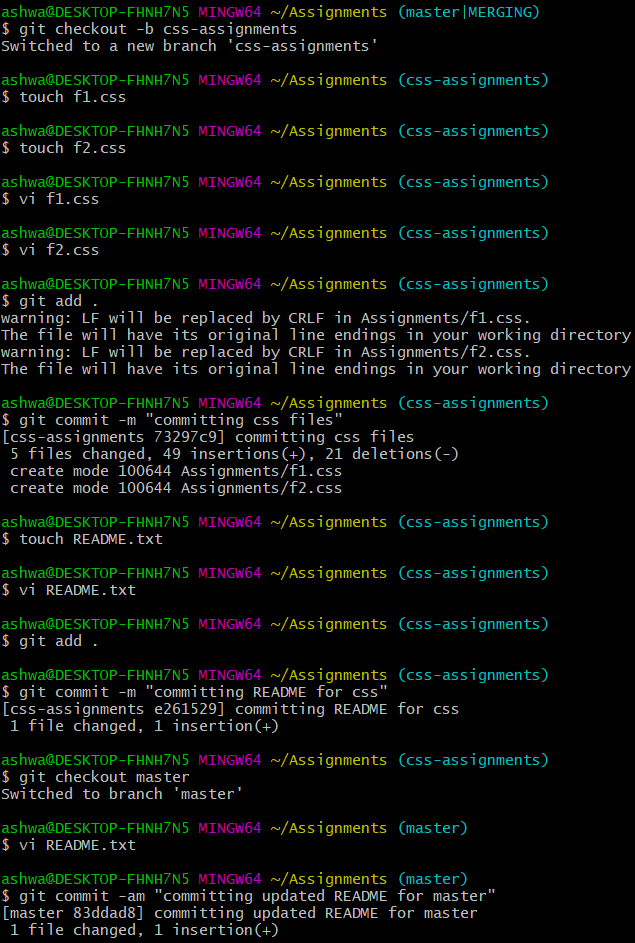 ashwa@DESKTOP-FHNH7N5 MINGW64 ~/Assignments (master|MERGING)
$ git checkout -b css-assignments
Switched to a new branch 'css-assignments'
ashwa@DESKTOP-FHNH7N5 MINGW64 ~/Assignments (css-assignments)
$ touch f1.css
ashwa@DESKTOP-FHNH7N5 MINGW64 ~/Assignments (css-assignments)
$ touch f2.css
ashwa@DESKTOP-FHNH7N5 MINGW64 ~/Assignments (css-assignments)
$ vi f1.css
ashwa@DESKTOP-FHNH7N5 MINGW64 ~/Assignments (css-assignments)
$ vi f2.css
ashwa@DESKTOP-FHNH7N5 MINGW64 ~/Assignments (css-assignments)
$ git add .
warning: LF will be replaced by CRLF in Assignments/f1.css.
The file will have its original line endings in your working directory
warning: LF will be replaced by CRLF in Assignments/f2.css.
The file will have its original line endings in your working directory
ashwa@DESKTOP-FHNH7N5 MINGW64 ~/Assignments (css-assignments)
$ git commit -m "committing css files"
[css-assignments 73297c9] committing css files
 5 files changed, 49 insertions(+), 21 deletions(-)
 create mode 100644 Assignments/f1.css
 create mode 100644 Assignments/f2.css
ashwa@DESKTOP-FHNH7N5 MINGW64 ~/Assignments (css-assignments)
$ touch README.txt
ashwa@DESKTOP-FHNH7N5 MINGW64 ~/Assignments (css-assignments)
$ vi README.txt
ashwa@DESKTOP-FHNH7N5 MINGW64 ~/Assignments (css-assignments)
$ git add .
ashwa@DESKTOP-FHNH7N5 MINGW64 ~/Assignments (css-assignments)
$ git commit -m "committing README for css"
[css-assignments e261529] committing README for css
 1 file changed, 1 insertion(+)
ashwa@DESKTOP-FHNH7N5 MINGW64 ~/Assignments (css-assignments)
$ git checkout master
Switched to branch 'master'
ashwa@DESKTOP-FHNH7N5 MINGW64 ~/Assignments (master)
$ vi README.txt
ashwa@DESKTOP-FHNH7N5 MINGW64 ~/Assignments (master)
$ git commit -am "committing updated README for master"
[master 83ddad8] committing updated README for master
 1 file changed, 1 insertion(+)